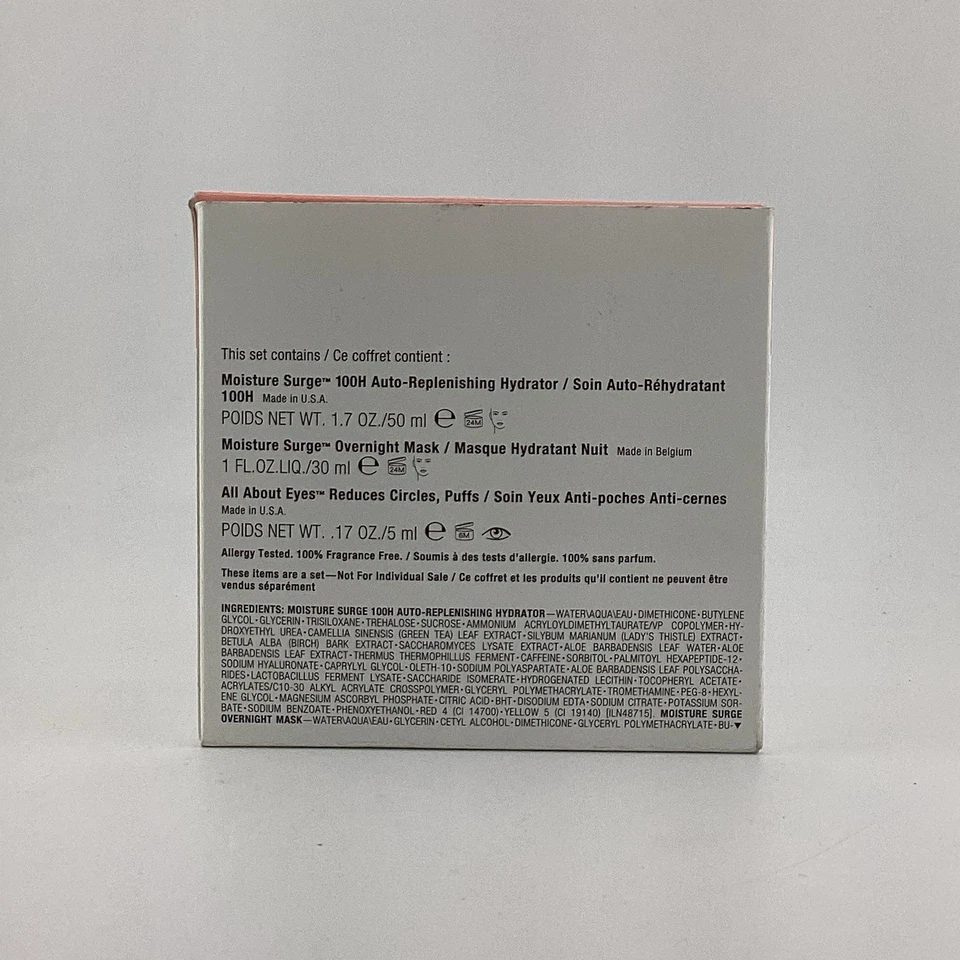 This set contains / Ce coffret contient :
Moisture Surge™ 100H Auto-Replenishing Hydrator / Soin Auto-Réhydratant
100H Made in U.S.A.
POIDS NET WT. 1.7 OZ./50 ml ℮ 24M
Moisture Surge™ Overnight Mask / Masque Hydratant Nuit Made in Belgium
1 FL.OZ.LIQ./30 ml ℮ 24M
All About Eyes™ Reduces Circles, Puffs / Soin Yeux Anti-poches Anti-cernes
Made in U.S.A.
POIDS NET WT. .17 OZ./5 ml ℮ 6M
Allergy Tested. 100% Fragrance Free. / Soumis à des tests d'allergie. 100% sans parfum.
These items are a set—Not For Individual Sale / Ce coffret et les produits qu'il contient ne peuvent être
vendus séparément
INGREDIENTS: MOISTURE SURGE 100H AUTO-REPLENISHING HYDRATOR—WATER\AQUA\EAU•DIMETHICONE•BUTYLENE
GLYCOL•GLYCERIN•TRISILOXANE•TREHALOSE•SUCROSE•AMMONIUM ACRYLOYLDIMETHYLTAURATE/VP COPOLYMER•HY-
DROXYETHYL UREA•CAMELLIA SINENSIS (GREEN TEA) LEAF EXTRACT•SILYBUM MARIANUM (LADY'S THISTLE) EXTRACT•
BETULA ALBA (BIRCH) BARK EXTRACT•SACCHAROMYCES LYSATE EXTRACT•ALOE BARBADENSIS LEAF WATER•ALOE
BARBADENSIS LEAF EXTRACT•THERMUS THERMOPHILLUS FERMENT•CAFFEINE•SORBITOL•PALMITOYL HEXAPEPTIDE-12•
SODIUM HYALURONATE•CAPRYLYL GLYCOL•OLETH-10•SODIUM POLYASPARTATE•ALOE BARBADENSIS LEAF POLYSACCHA-
RIDES•LACTOBACILLUS FERMENT LYSATE•SACCHARIDE ISOMERATE•HYDROGENATED LECITHIN•TOCOPHERYL ACETATE•
ACRYLATES/C10-30 ALKYL ACRYLATE CROSSPOLYMER•GLYCERYL POLYMETHACRYLATE•TROMETHAMINE•PEG-8•HEXYL-
ENE GLYCOL•MAGNESIUM ASCORBYL PHOSPHATE•CITRIC ACID•BHT•DISODIUM EDTA•SODIUM CITRATE•POTASSIUM SOR-
BATE•SODIUM BENZOATE•PHENOXYETHANOL•RED 4 (CI 14700)•YELLOW 5 (CI 19140) [ILN48715]. MOISTURE SURGE
OVERNIGHT MASK—WATER\AQUA\EAU•GLYCERIN•CETYL ALCOHOL•DIMETHICONE•GLYCERYL POLYMETHACRYLATE•BU-▼